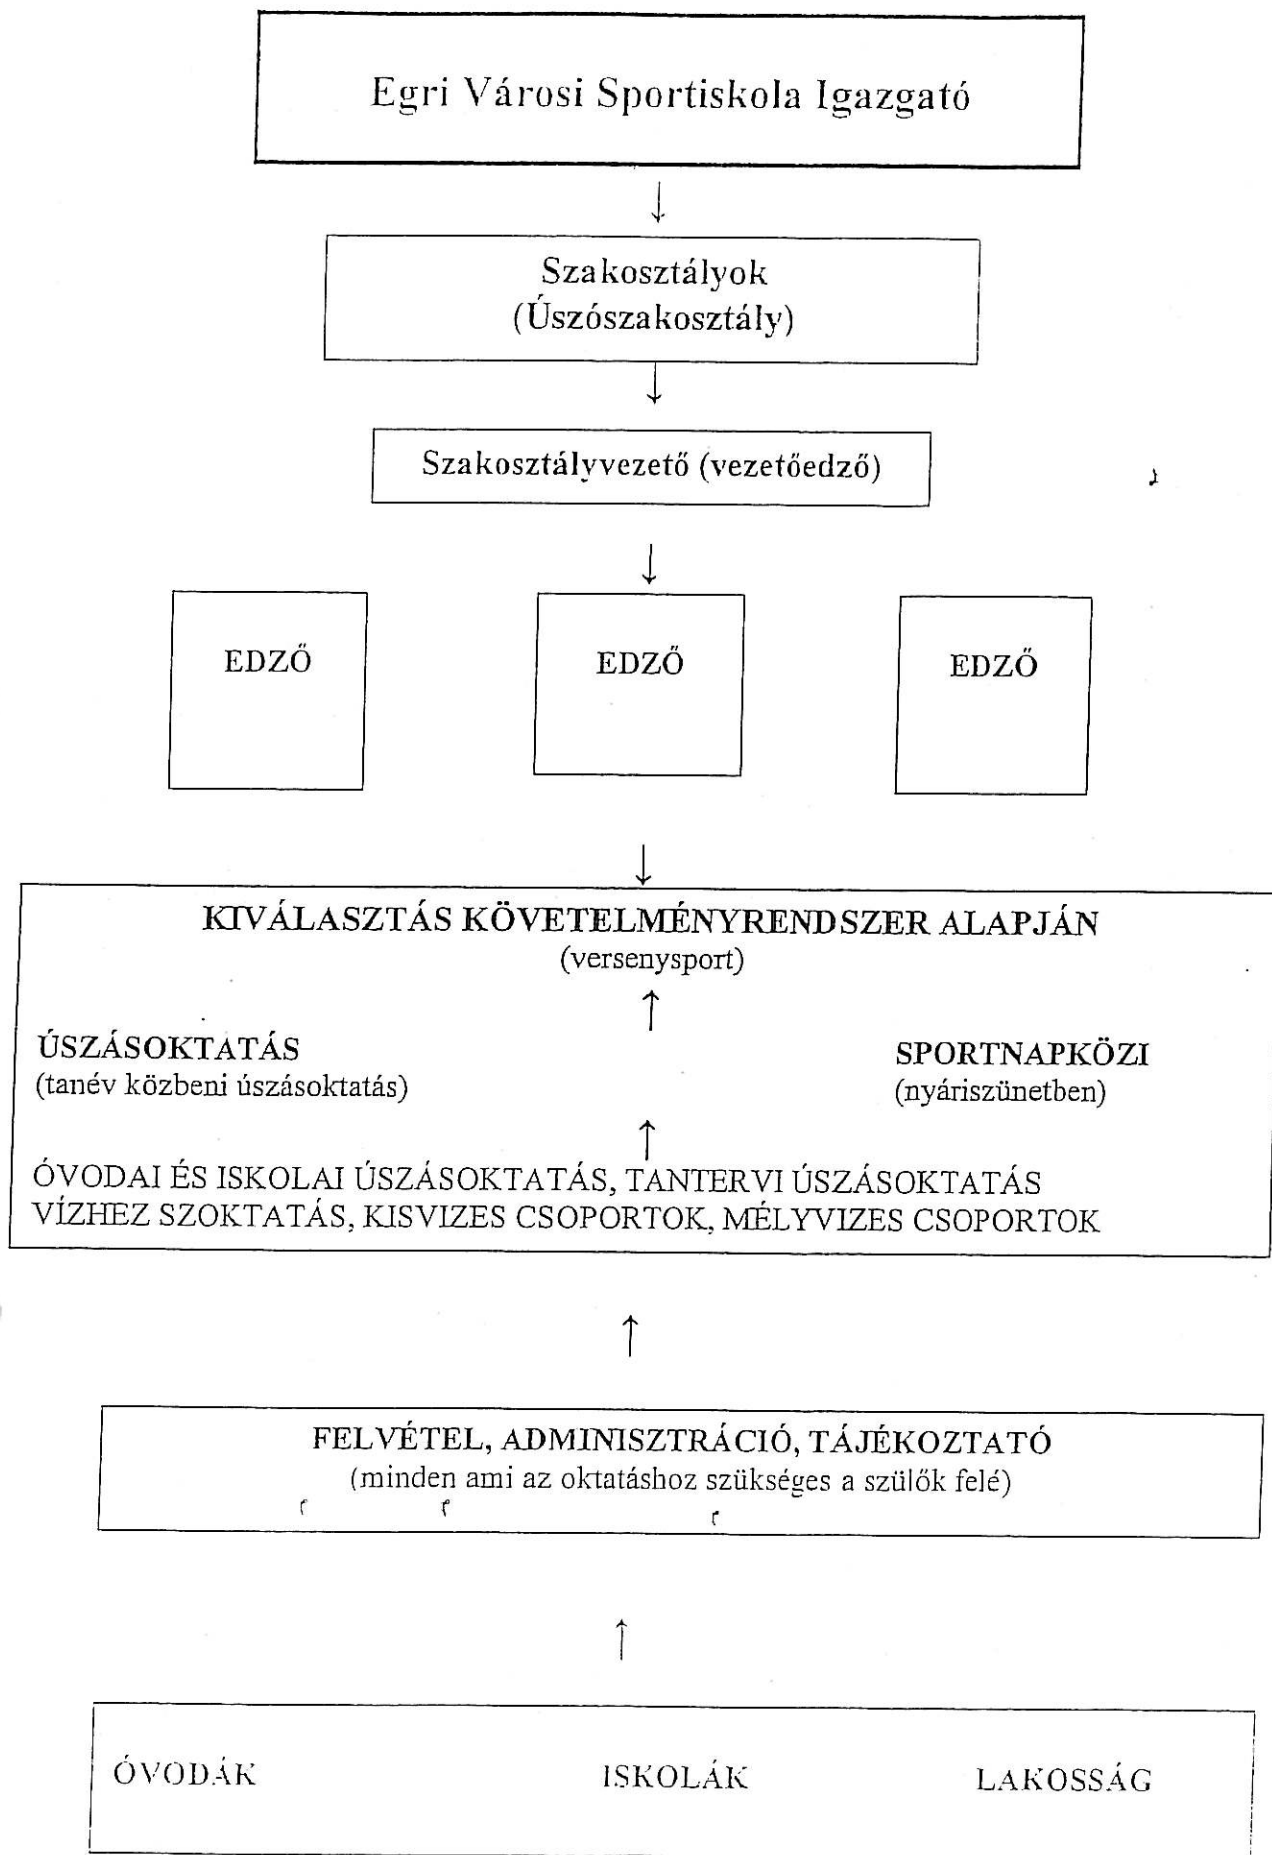 Egri Városi Sportiskola Igazgató
Szakosztályok
(Úszószakosztály)
Szakosztályvezető (vezetőedző)
EDZŐ
EDZŐ
EDZŐ
KIVÁLASZTÁS KÖVETELMÉNYRENDSZER ALAPJÁN
(versenysport)
ÚSZÁSOKTATÁS
(tanév közbeni úszásoktatás)
SPORTNAPKÖZI
(nyáriszünetben)
ÓVODAI ÉS ISKOLAI ÚSZÁSOKTATÁS, TANTERVI ÚSZÁSOKTATÁS
VÍZHEZ SZOKTATÁS, KISVIZES CSOPORTOK, MÉLYVIZES CSOPORTOK
FELVÉTEL, ADMINISZTRÁCIÓ, TÁJÉKOZTATÓ
(minden ami az oktatáshoz szükséges a szülők felé)
ÓVODÁK
ISKOLÁK
LAKOSSÁG